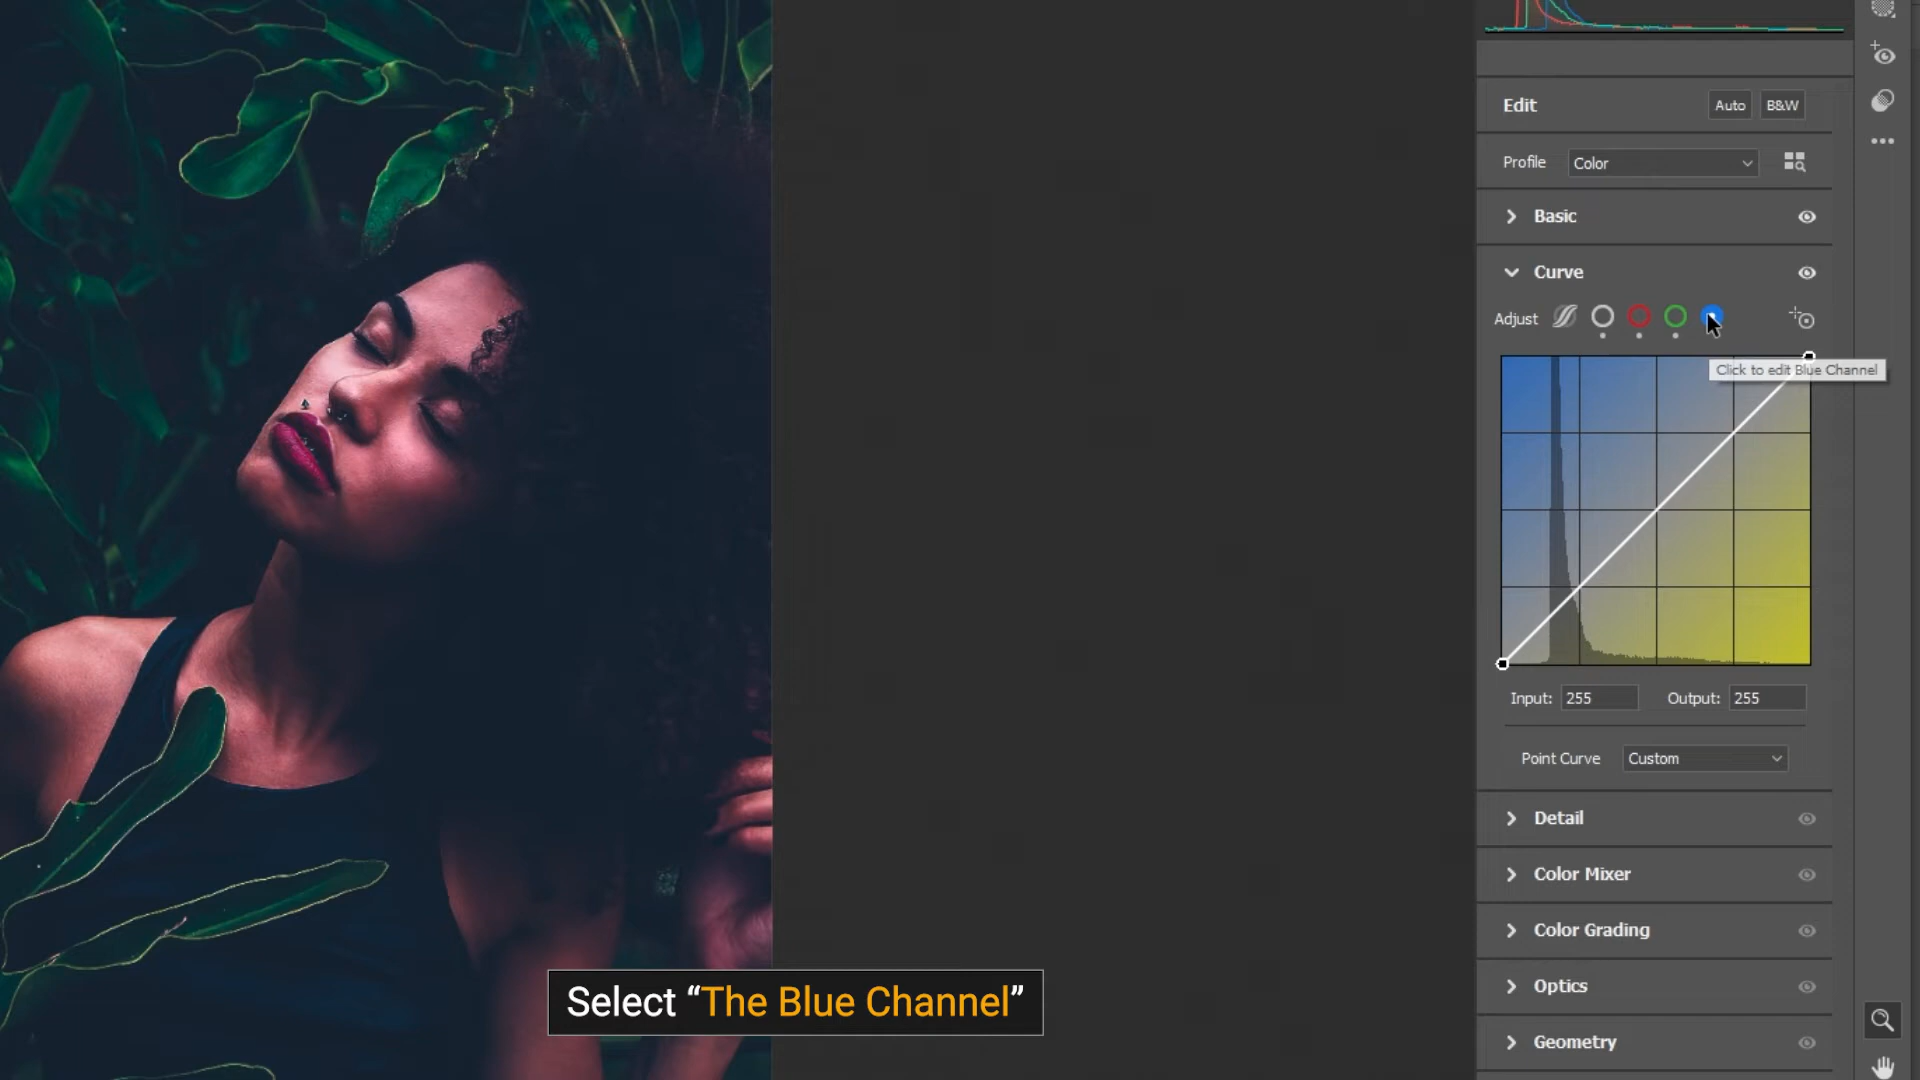 Edit
Auto
B&W
Profile
Color
Basic
Curve
Adjust
Click to edit Blue Channel
Input: 255
Output: 255
Point Curve
Custom
Detail
Color Mixer
Color Grading
Optics
Geometry
Select “The Blue Channel”